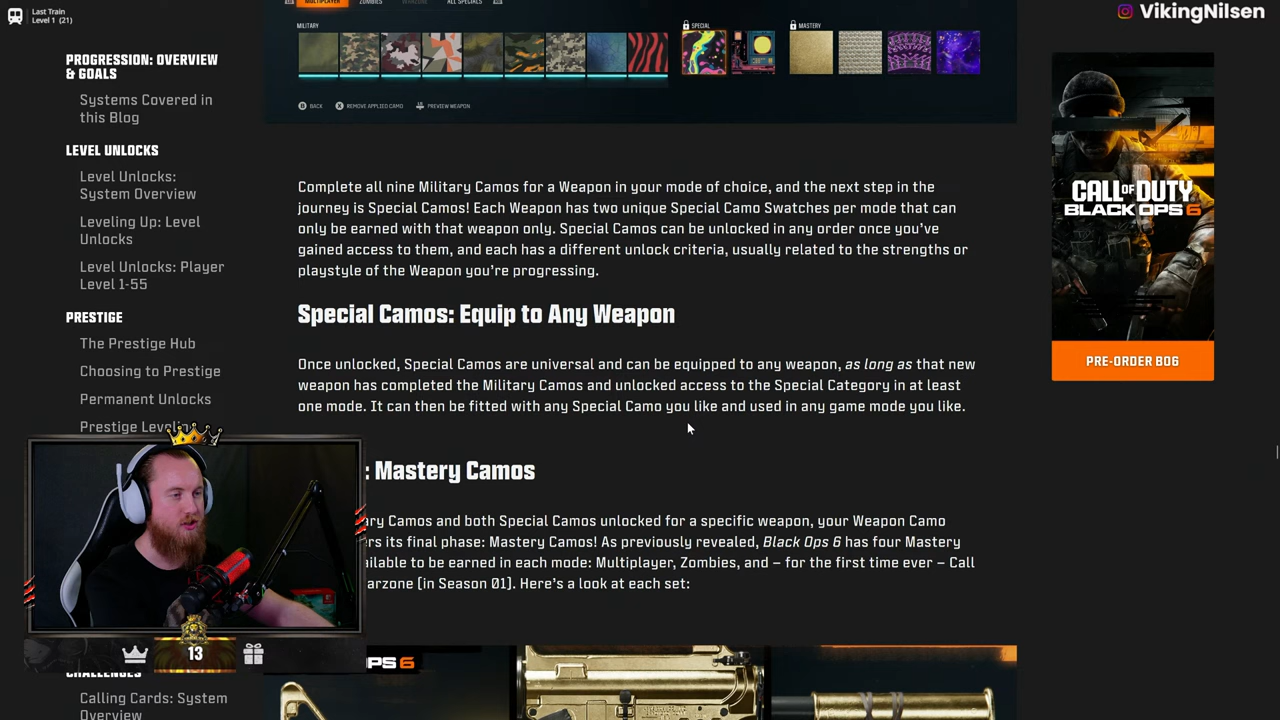 Last Train
Level 1 (21)
VikingNilsen
MULTIPLAYER
ZOMBIES
WARZONE
ALL SPECIALS
MILITARY
SPECIAL
MASTERY
BACK
REMOVE APPLIED CAMO
PREVIEW WEAPON
PROGRESSION: OVERVIEW
& GOALS
Systems Covered in
this Blog
LEVEL UNLOCKS
Level Unlocks:
System Overview
Leveling Up: Level
Unlocks
Level Unlocks: Player
Level 1-55
PRESTIGE
The Prestige Hub
Choosing to Prestige
Permanent Unlocks
Prestige Leveling
CHALLENGES
Calling Cards: System
Overview
Complete all nine Military Camos for a Weapon in your mode of choice, and the next step in the
journey is Special Camos! Each Weapon has two unique Special Camo Swatches per mode that can
only be earned with that weapon only. Special Camos can be unlocked in any order once you've
gained access to them, and each has a different unlock criteria, usually related to the strengths or
playstyle of the Weapon you're progressing.
Special Camos: Equip to Any Weapon
Once unlocked, Special Camos are universal and can be equipped to any weapon, as long as that new
weapon has completed the Military Camos and unlocked access to the Special Category in at least
one mode. It can then be fitted with any Special Camo you like and used in any game mode you like.
: Mastery Camos
ry Camos and both Special Camos unlocked for a specific weapon, your Weapon Camo
ers its final phase: Mastery Camos! As previously revealed, Black Ops 6 has four Mastery
ailable to be earned in each mode: Multiplayer, Zombies, and – for the first time ever – Call
arzone [in Season 01]. Here's a look at each set:
OPS 6
CALL OF DUTY
BLACK OPS 6
PRE-ORDER BO6
13